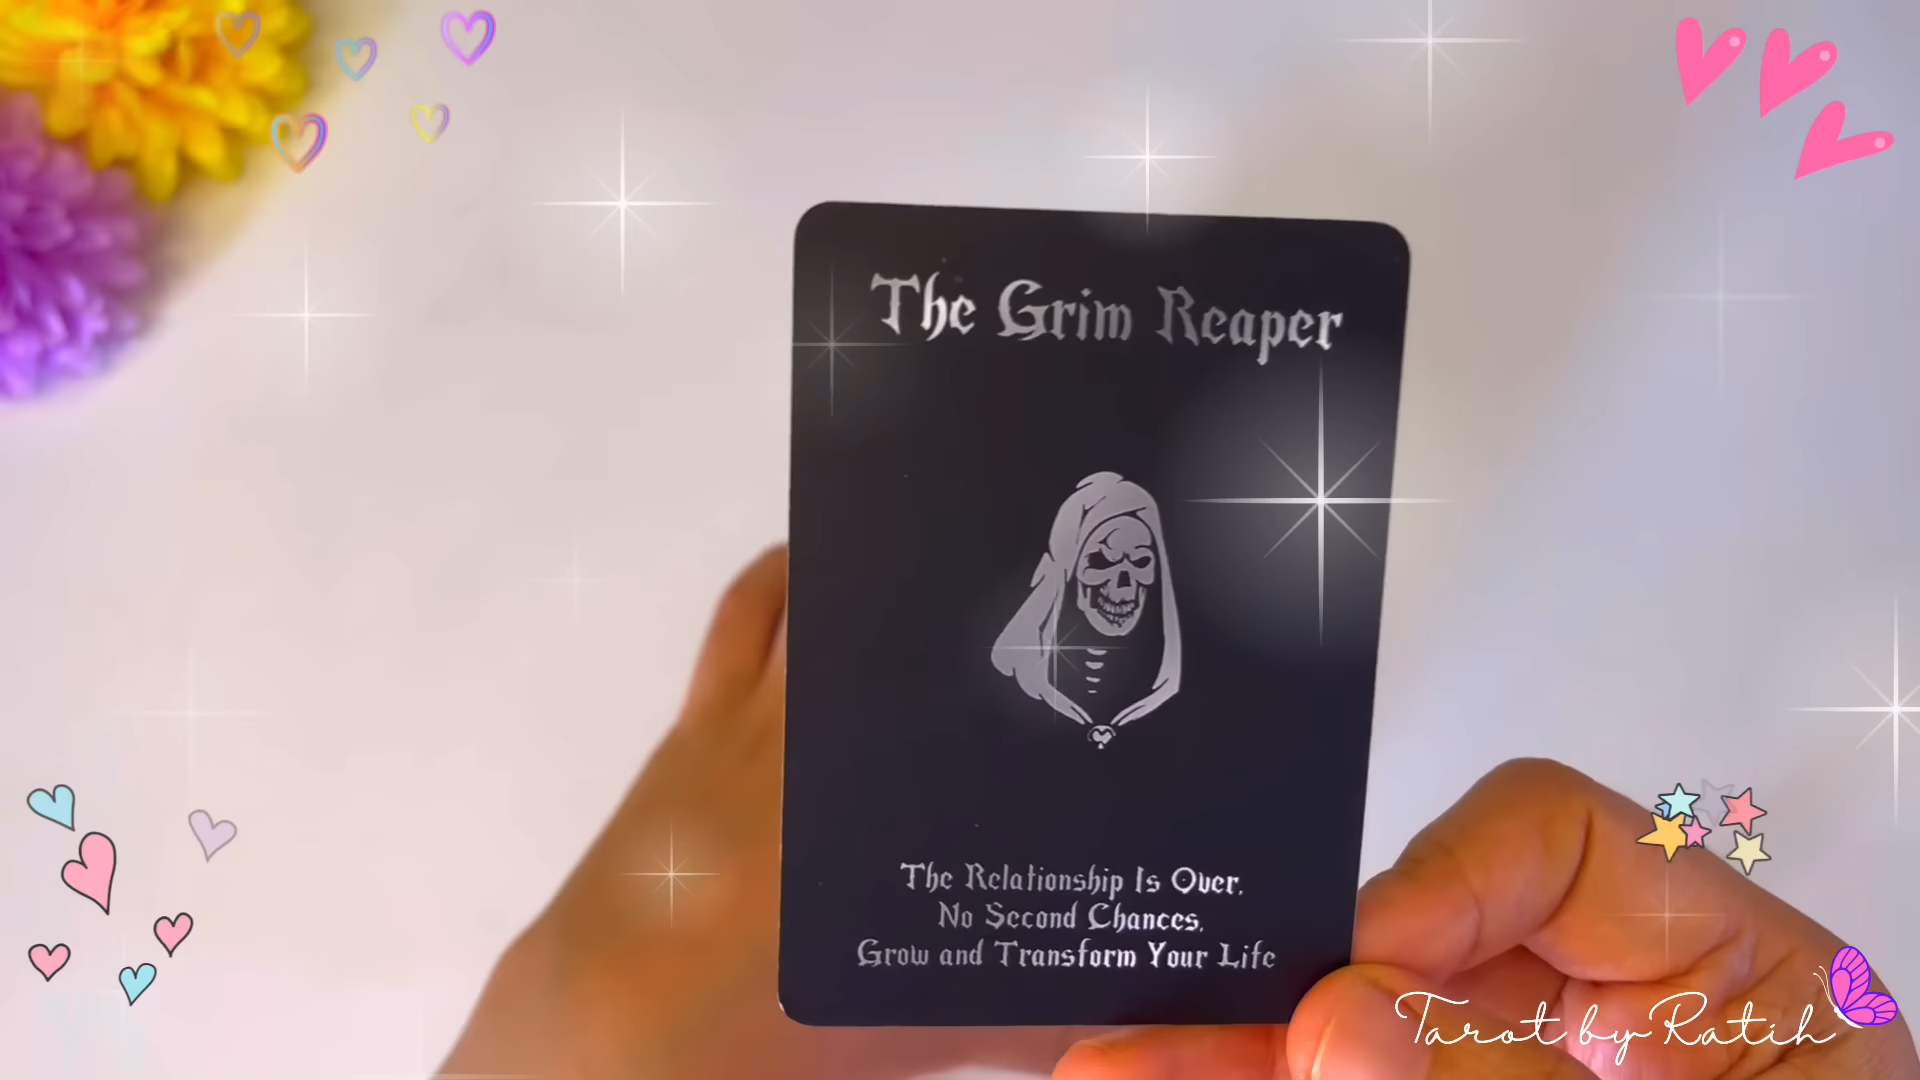 The Grim Reaper
The Relationship Is Over.
No Second Chances.
Grow and Transform Your Life
Tarot by Ratih